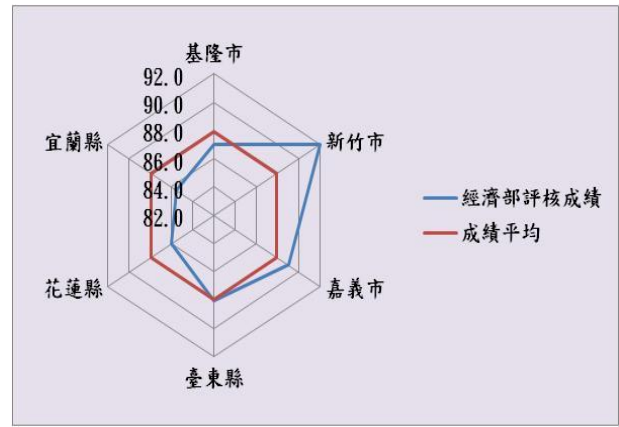 基隆市
92.0
90.0
88.0
86.0
84.0
82.0
宜蘭縣
新竹市
經濟部評核成績
成績平均
花蓮縣
嘉義市
臺東縣